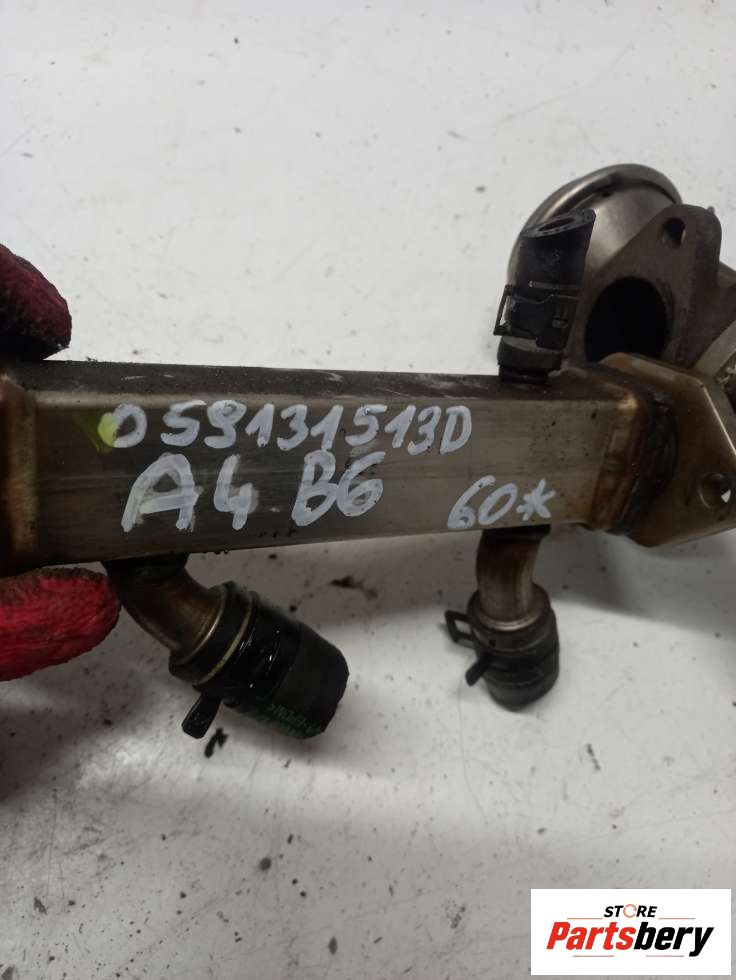 059131513D
A4 B6 60*
STORE
Partsbery